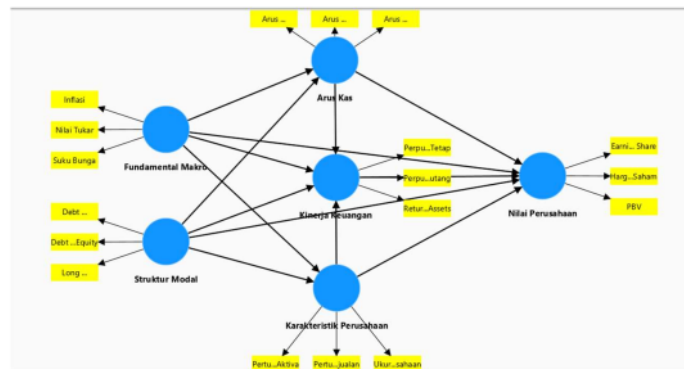 Arus ...
Arus ...
Arus ...
Arus Kas
Inflasi
Nilai Tukar
Suku Bunga
Fundamental Makro
Perpu...Tetap
Perpu...utang
Retur...Assets
Kinerja Keuangan
Earni... Share
Harg...Saham
PBV
Nilai Perusahaan
Debt ...
Debt ...Equity
Long ...
Struktur Modal
Karakteristik Perusahaan
Pertu...Aktiva
Pertu...jualan
Ukur...sahaan